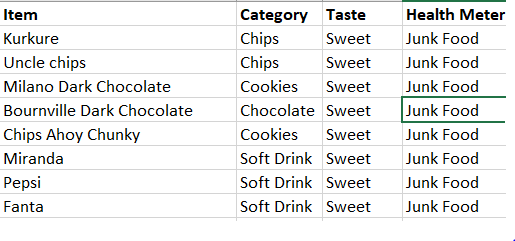 Item Category Taste Health Meter
Kurkure Chips Sweet Junk Food
Uncle chips Chips Sweet Junk Food
Milano Dark Chocolate Cookies Sweet Junk Food
Bournville Dark Chocolate Chocolate Sweet Junk Food
Chips Ahoy Chunky Cookies Sweet Junk Food
Miranda Soft Drink Sweet Junk Food
Pepsi Soft Drink Sweet Junk Food
Fanta Soft Drink Sweet Junk Food